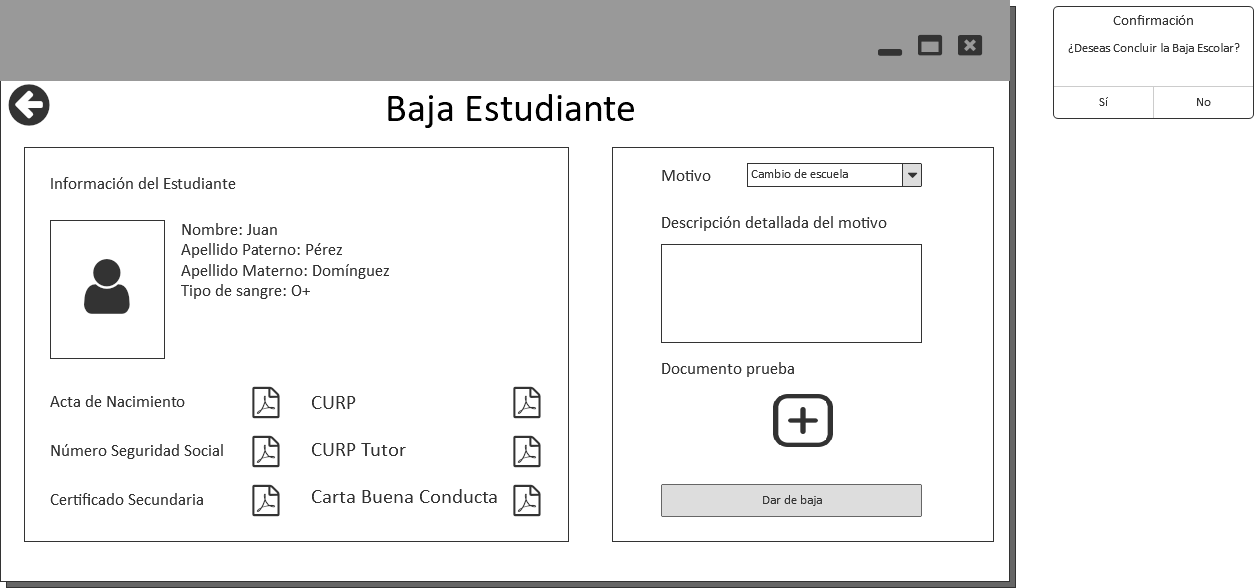 Baja Estudiante
Información del Estudiante
Nombre: Juan
Apellido Paterno: Pérez
Apellido Materno: Domínguez
Tipo de sangre: O+
Acta de Nacimiento
CURP
Número Seguridad Social
CURP Tutor
Certificado Secundaria
Carta Buena Conducta
Motivo
Cambio de escuela
Descripción detallada del motivo
Documento prueba
Dar de baja
Confirmación
¿Deseas Concluir la Baja Escolar?
Sí
No